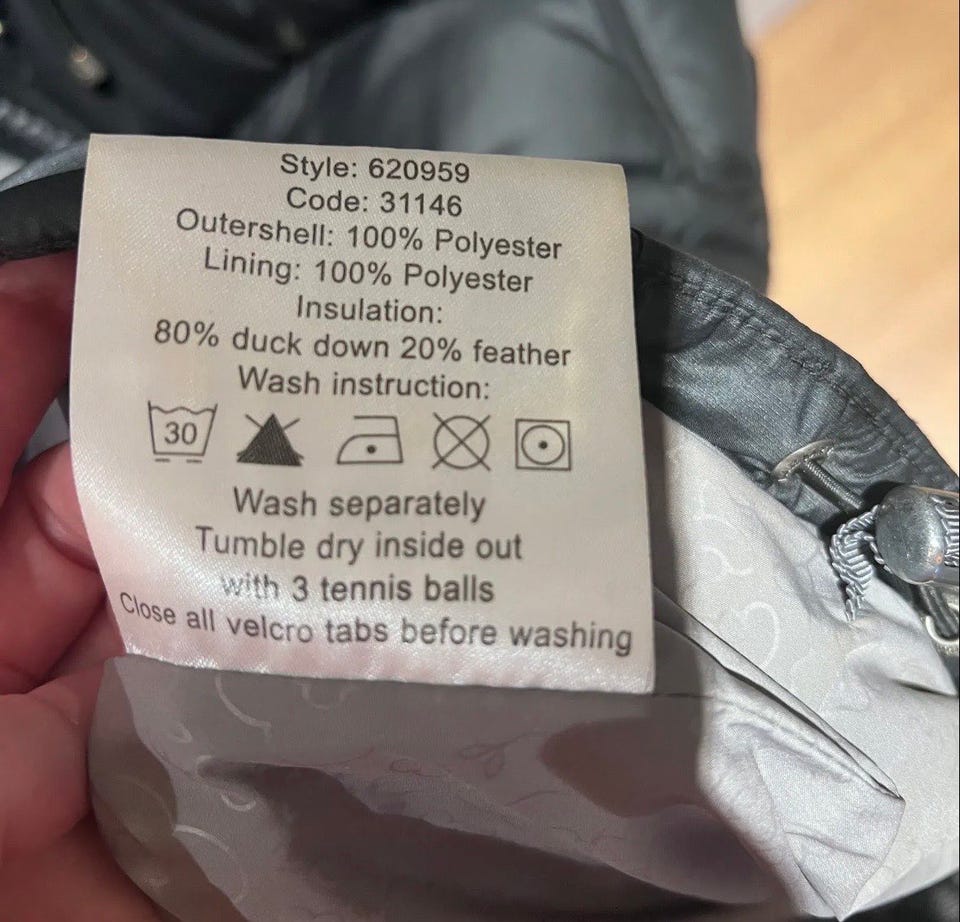 Style: 620959
Code: 31146
Outershell: 100% Polyester
Lining: 100% Polyester
Insulation:
80% duck down 20% feather
Wash instruction:
30
Wash separately
Tumble dry inside out
with 3 tennis balls
Close all velcro tabs before washing